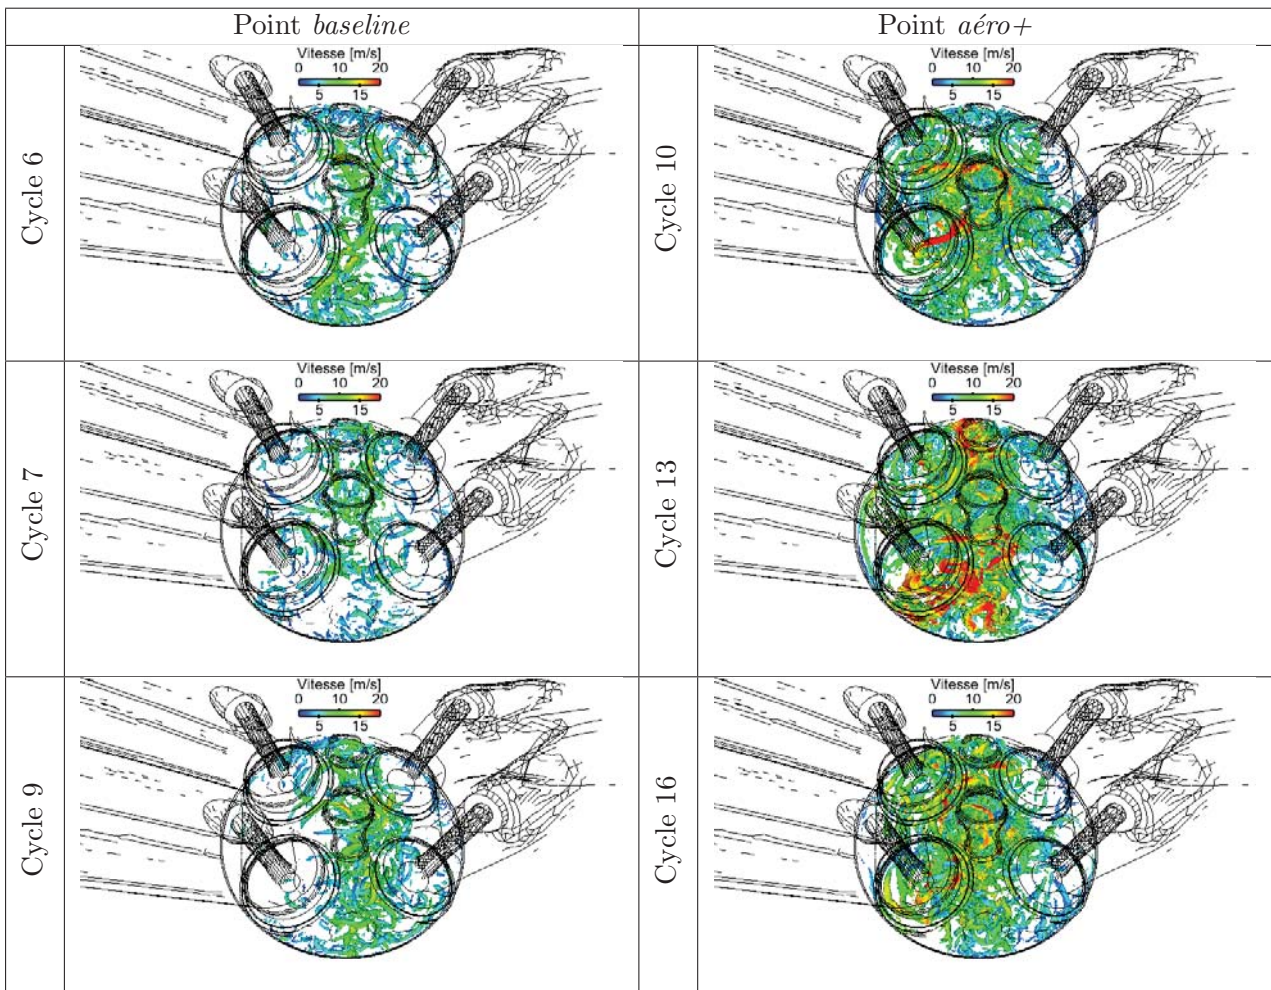 Point baseline
Point aéro+
Cycle 6
Vitesse [m/s]
0 10 20
5 15
Cycle 10
Vitesse [m/s]
0 10 20
5 15
Cycle 7
Vitesse [m/s]
0 10 20
5 15
Cycle 13
Vitesse [m/s]
0 10 20
5 15
Cycle 9
Vitesse [m/s]
0 10 20
5 15
Cycle 16
Vitesse [m/s]
0 10 20
5 15